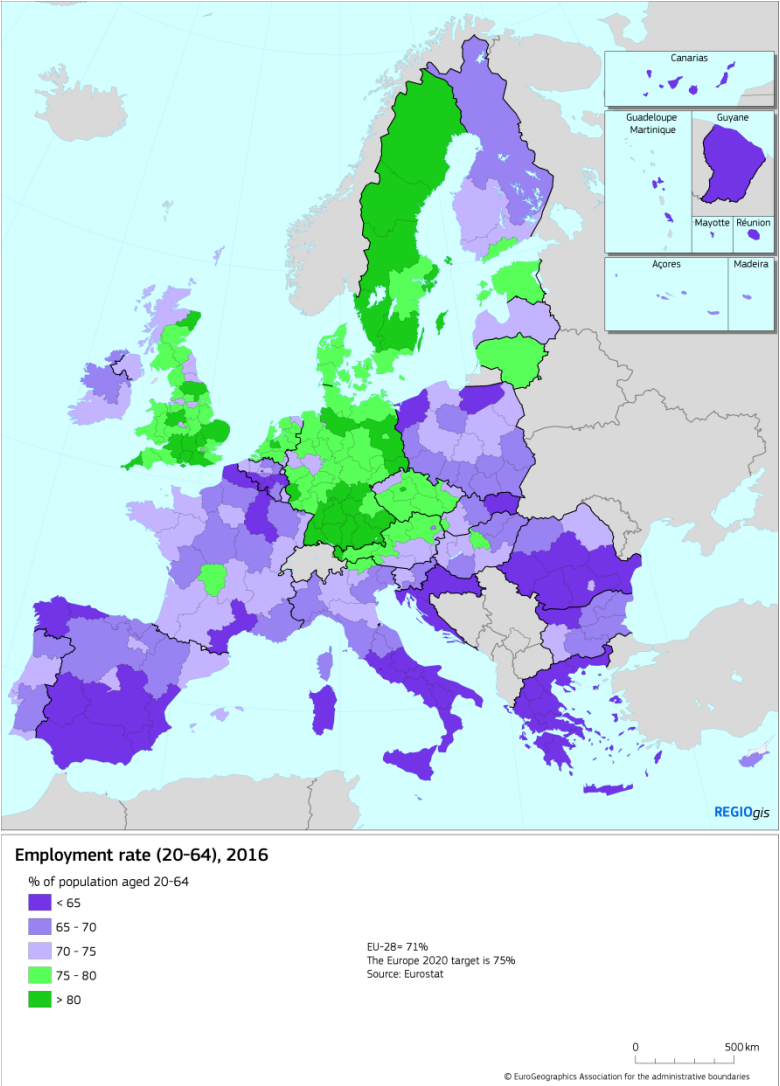 Canarias
Guadeloupe
Martinique
Guyane
Mayotte
Réunion
Açores
Madeira
REGIOgis
Employment rate (20-64), 2016
% of population aged 20-64
< 65
65 - 70
70 - 75
75 - 80
> 80
EU-28= 71%
The Europe 2020 target is 75%
Source: Eurostat
0 500 km
© EuroGeographics Association for the administrative boundaries